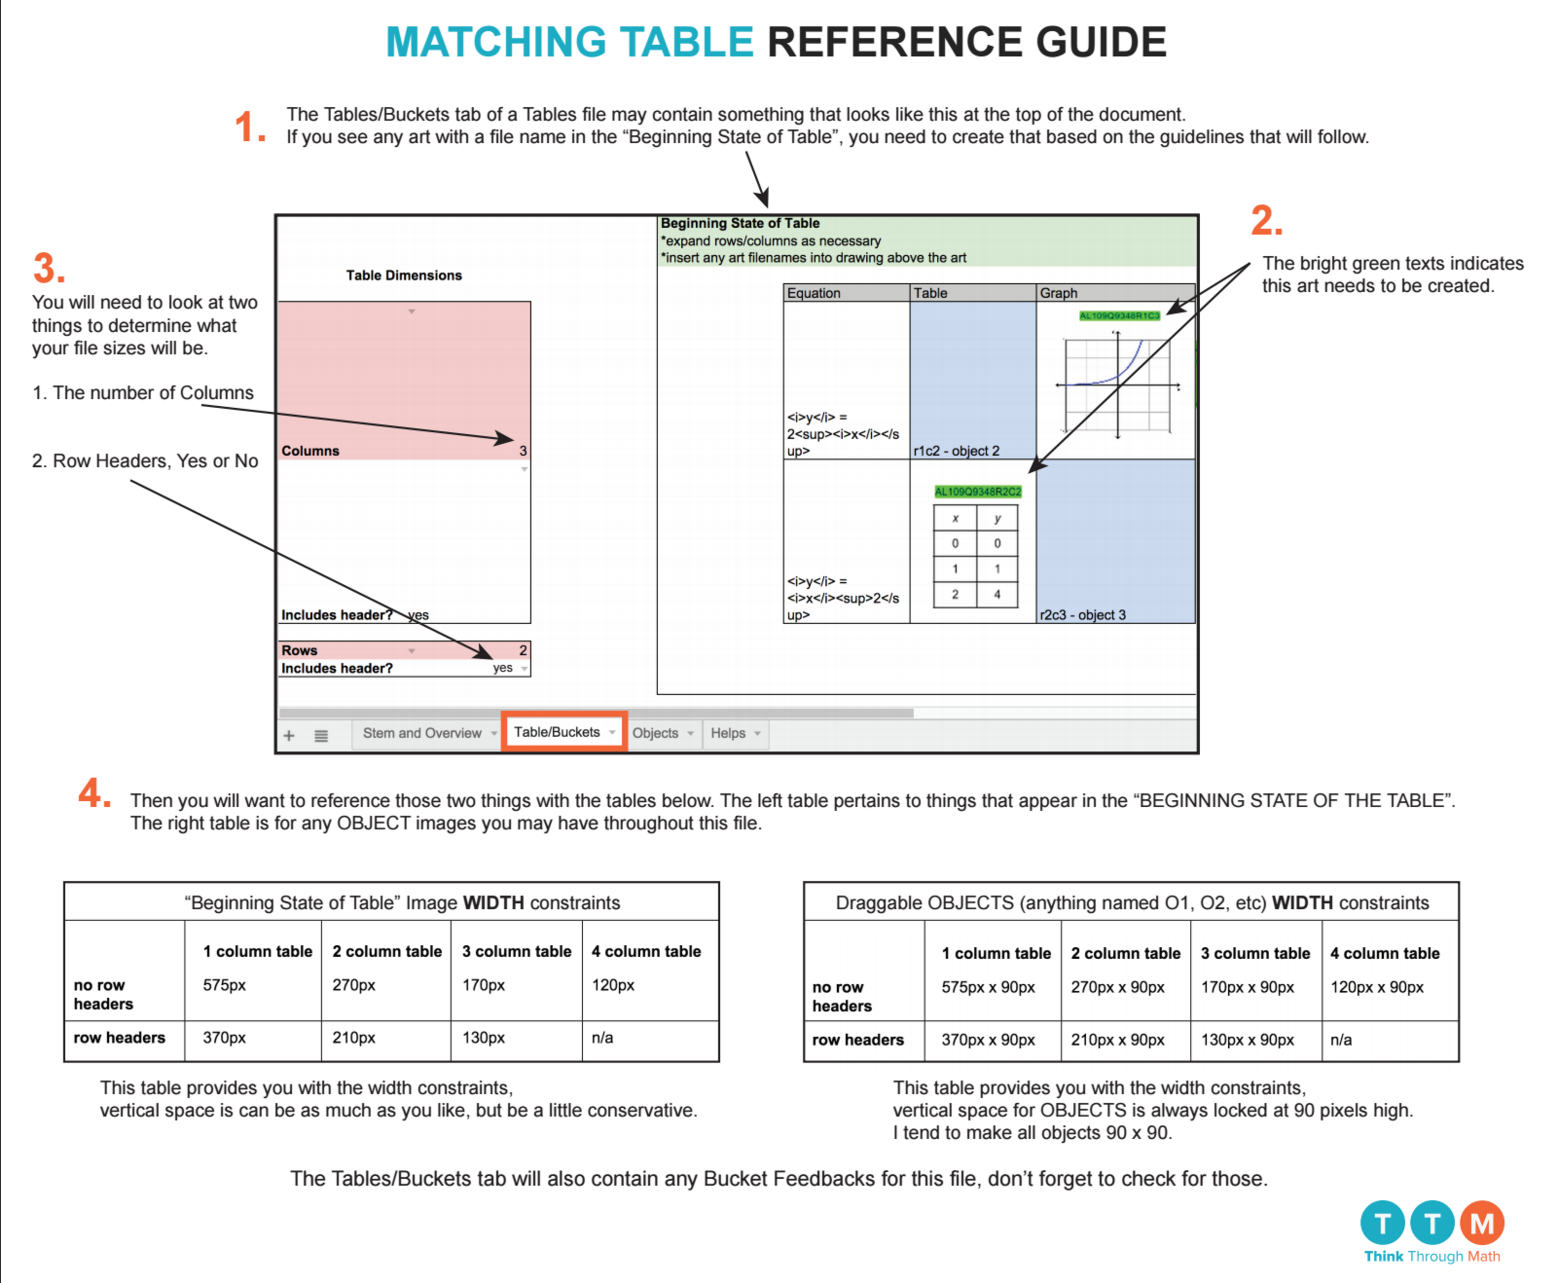 MATCHING TABLE REFERENCE GUIDE
1.
The Tables/Buckets tab of a Tables file may contain something that looks like this at the top of the document.
If you see any art with a file name in the “Beginning State of Table”, you need to create that based on the guidelines that will follow.
2.
The bright green texts indicates
this art needs to be created.
3.
You will need to look at two
things to determine what
your file sizes will be.
1. The number of Columns
2. Row Headers, Yes or No
Table Dimensions
Columns 3
Includes header? yes
Rows 2
Includes header? yes
Beginning State of Table
*expand rows/columns as necessary
*insert any art filenames into drawing above the art
Equation Table Graph
AL109Q9348R1C3
<i>y</i> =
2<sup><i>x</i></s
up>
r1c2 - object 2
AL109Q9348R2C2
x y
0 0
1 1
2 4
<i>y</i> =
<i>x</i><sup>2</s
up>
r2c3 - object 3
+ Stem and Overview Table/Buckets Objects Helps
4.
Then you will want to reference those two things with the tables below. The left table pertains to things that appear in the “BEGINNING STATE OF THE TABLE”.
The right table is for any OBJECT images you may have throughout this file.
“Beginning State of Table” Image WIDTH constraints
1 column table 2 column table 3 column table 4 column table
no row
headers
575px 270px 170px 120px
row headers 370px 210px 130px n/a
This table provides you with the width constraints,
vertical space is can be as much as you like, but be a little conservative.
Draggable OBJECTS (anything named O1, O2, etc) WIDTH constraints
1 column table 2 column table 3 column table 4 column table
no row
headers
575px x 90px 270px x 90px 170px x 90px 120px x 90px
row headers 370px x 90px 210px x 90px 130px x 90px n/a
This table provides you with the width constraints,
vertical space for OBJECTS is always locked at 90 pixels high.
I tend to make all objects 90 x 90.
The Tables/Buckets tab will also contain any Bucket Feedbacks for this file, don’t forget to check for those.
T T M
Think Through Math